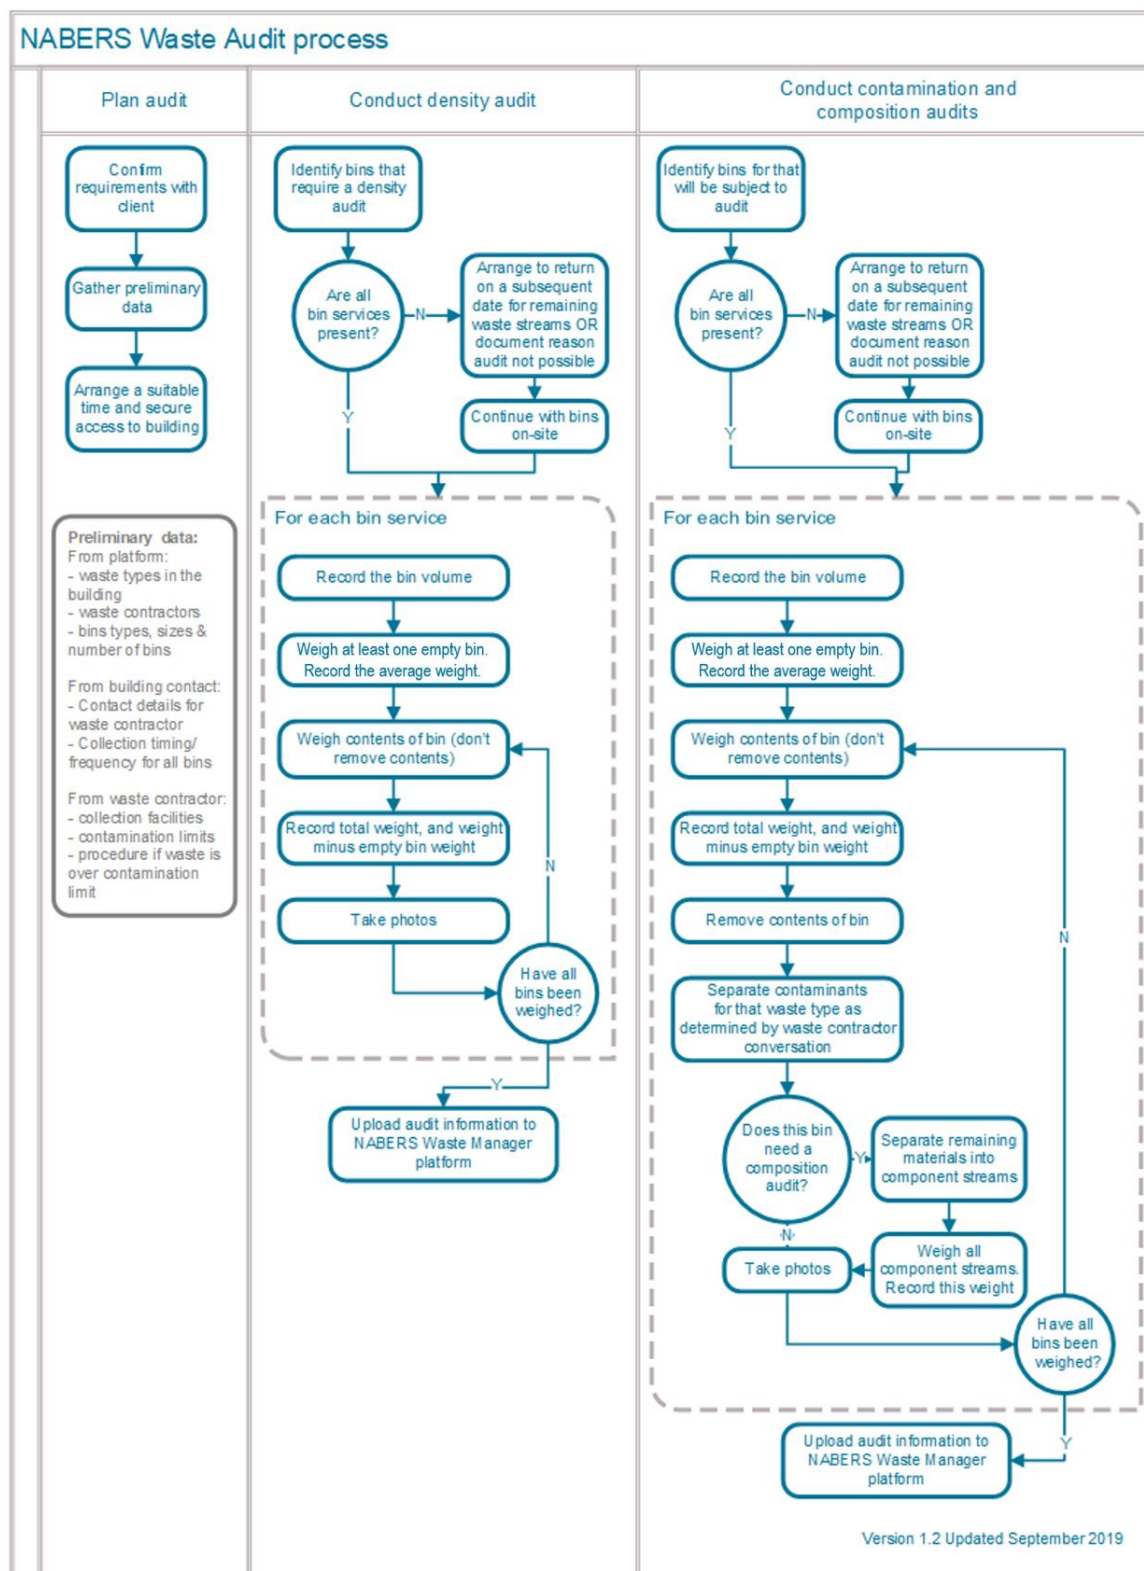 NABERS Waste Audit process
Plan audit
Confirm
requirements with
client
Gather preliminary
data
Arrange a suitable
time and secure
access to building
Preliminary data:
From platform:
- waste types in the
building
- waste contractors
- bins types, sizes &
number of bins
From building contact:
- Contact details for
waste contractor
- Collection timing/
frequency for all bins
From waste contractor:
- collection facilities
- contamination limits
- procedure if waste is
over contamination
limit
Conduct density audit
Identify bins that
require a density
audit
Are all
bin services
present?
N
Arrange to return
on a subsequent
date for remaining
waste streams OR
document reason
audit not possible
Continue with bins
on-site
Y
For each bin service
Record the bin volume
Weigh at least one empty bin.
Record the average weight.
Weigh contents of bin (don't
remove contents)
Record total weight, and weight
minus empty bin weight
Take photos
N
Have all
bins been
weighed?
Y
Upload audit information to
NABERS Waste Manager
platform
Conduct contamination and
composition audits
Identify bins for that
will be subject to
audit
Are all
bin services
present?
N
Arrange to return
on a subsequent
date for remaining
waste streams OR
document reason
audit not possible
Continue with bins
on-site
Y
For each bin service
Record the bin volume
Weigh at least one empty bin.
Record the average weight.
Weigh contents of bin (don't
remove contents)
Record total weight, and weight
minus empty bin weight
Remove contents of bin
Separate contaminants
for that waste type as
determined by waste contractor
conversation
Does this bin
need a
composition
audit?
Y
Separate remaining
materials into
component streams
Weigh all
component streams.
Record this weight
N
Take photos
N
Have all
bins been
weighed?
Y
Upload audit information to
NABERS Waste Manager
platform
Version 1.2 Updated September 2019